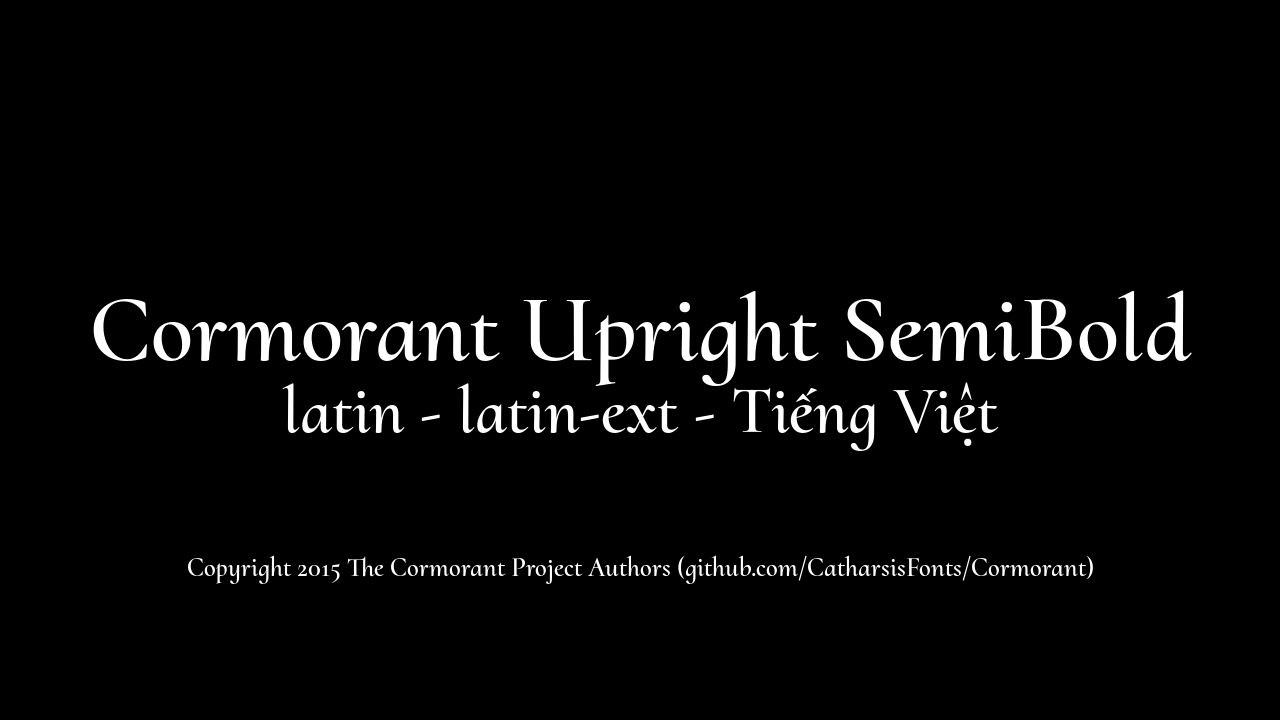 Cormorant Upright SemiBold
latin - latin-ext - Tiếng Việt
Copyright 2015 The Cormorant Project Authors (github.com/CatharsisFonts/Cormorant)